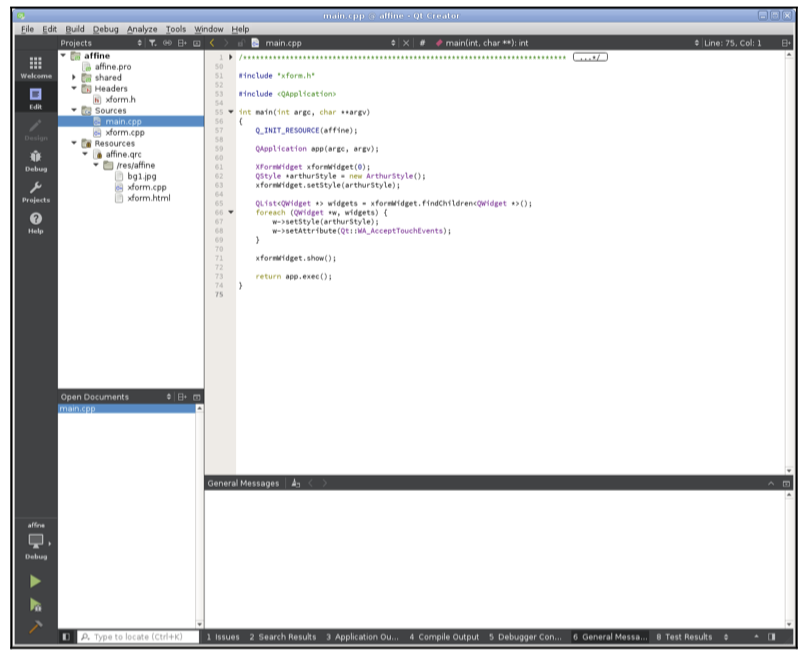 main.cpp - affine - Qt Creator
File Edit Build Debug Analyze Tools Window Help
Projects
main.cpp
main(int, char **): int
Line: 75, Col: 1
Welcome
Edit
Design
Debug
Projects
Help
affine
affine.pro
shared
Headers
xform.h
Sources
main.cpp
xform.cpp
Resources
affine.qrc
/res/affine
bg1.jpg
xform.cpp
xform.html
1 /**************************************************************************** ...*/
50
51 #include "xform.h"
52
53 #include <QApplication>
54
55 int main(int argc, char **argv)
56 {
57 Q_INIT_RESOURCE(affine);
58
59 QApplication app(argc, argv);
60
61 XFormWidget xformWidget(0);
62 QStyle *arthurStyle = new ArthurStyle();
63 xformWidget.setStyle(arthurStyle);
64
65 QList<QWidget *> widgets = xformWidget.findChildren<QWidget *>();
66 foreach (QWidget *w, widgets) {
67 w->setStyle(arthurStyle);
68 w->setAttribute(Qt::WA_AcceptTouchEvents);
69 }
70
71 xformWidget.show();
72
73 return app.exec();
74 }
75
Open Documents
main.cpp
General Messages
affine
Debug
Type to locate (Ctrl+K)
1 Issues 2 Search Results 3 Application Ou... 4 Compile Output 5 Debugger Con... 6 General Messa... 8 Test Results